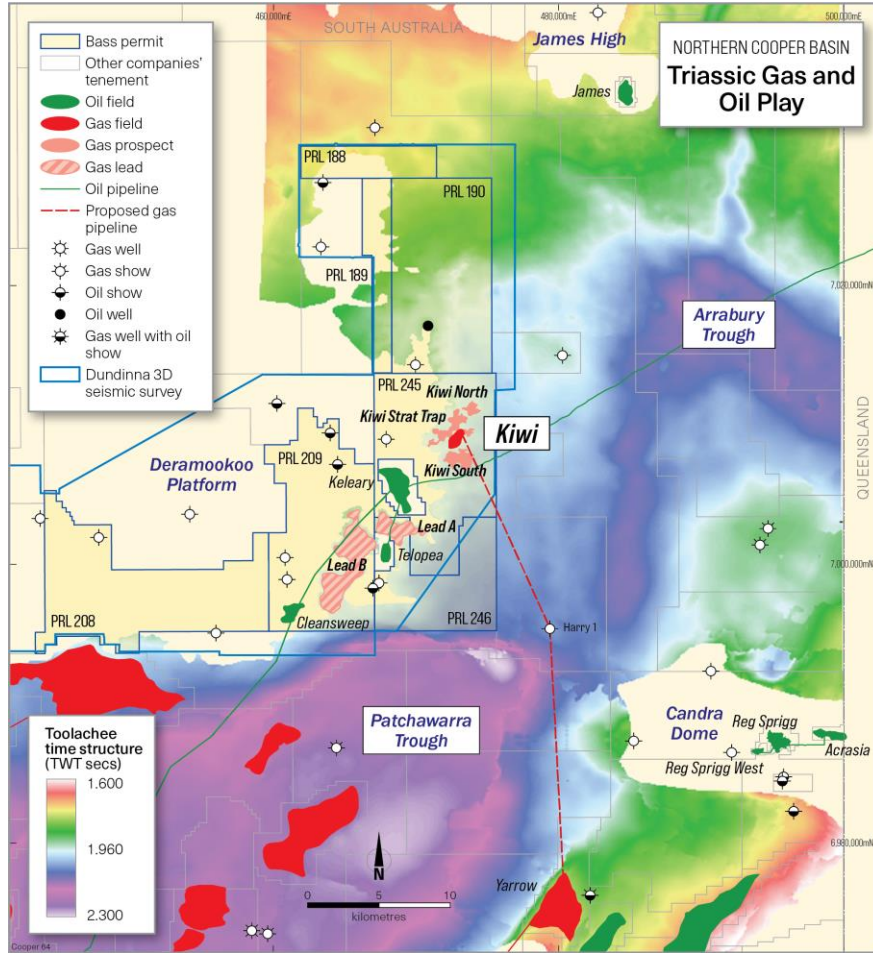 460,000mE
480,000mE
500,000mE
SOUTH AUSTRALIA
NORTHERN COOPER BASIN
Triassic Gas and
Oil Play
Bass permit
Other companies'
tenement
Oil field
Gas field
Gas prospect
Gas lead
Oil pipeline
Proposed gas
pipeline
Gas well
Gas show
Oil show
Oil well
Gas well with oil
show
Dundinna 3D
seismic survey
James High
James
PRL 188
PRL 190
PRL 189
7,020,000mN
Arrabury
Trough
QUEENSLAND
PRL 245
Kiwi North
Kiwi Strat Trap
Kiwi
Kiwi South
PRL 209
Deramookoo
Platform
Keleary
Lead A
Telopea
Lead B
7,000,000mN
Cleansweep
PRL 208
PRL 246
Harry 1
Patchawarra
Trough
Candra
Dome
Reg Sprigg
Acrasia
Reg Sprigg West
6,960,000mN
Toolachee
time structure
(TWT secs)
1.600
1.960
2.300
N
0
5
10
kilometres
Yarrow
Cooper 64